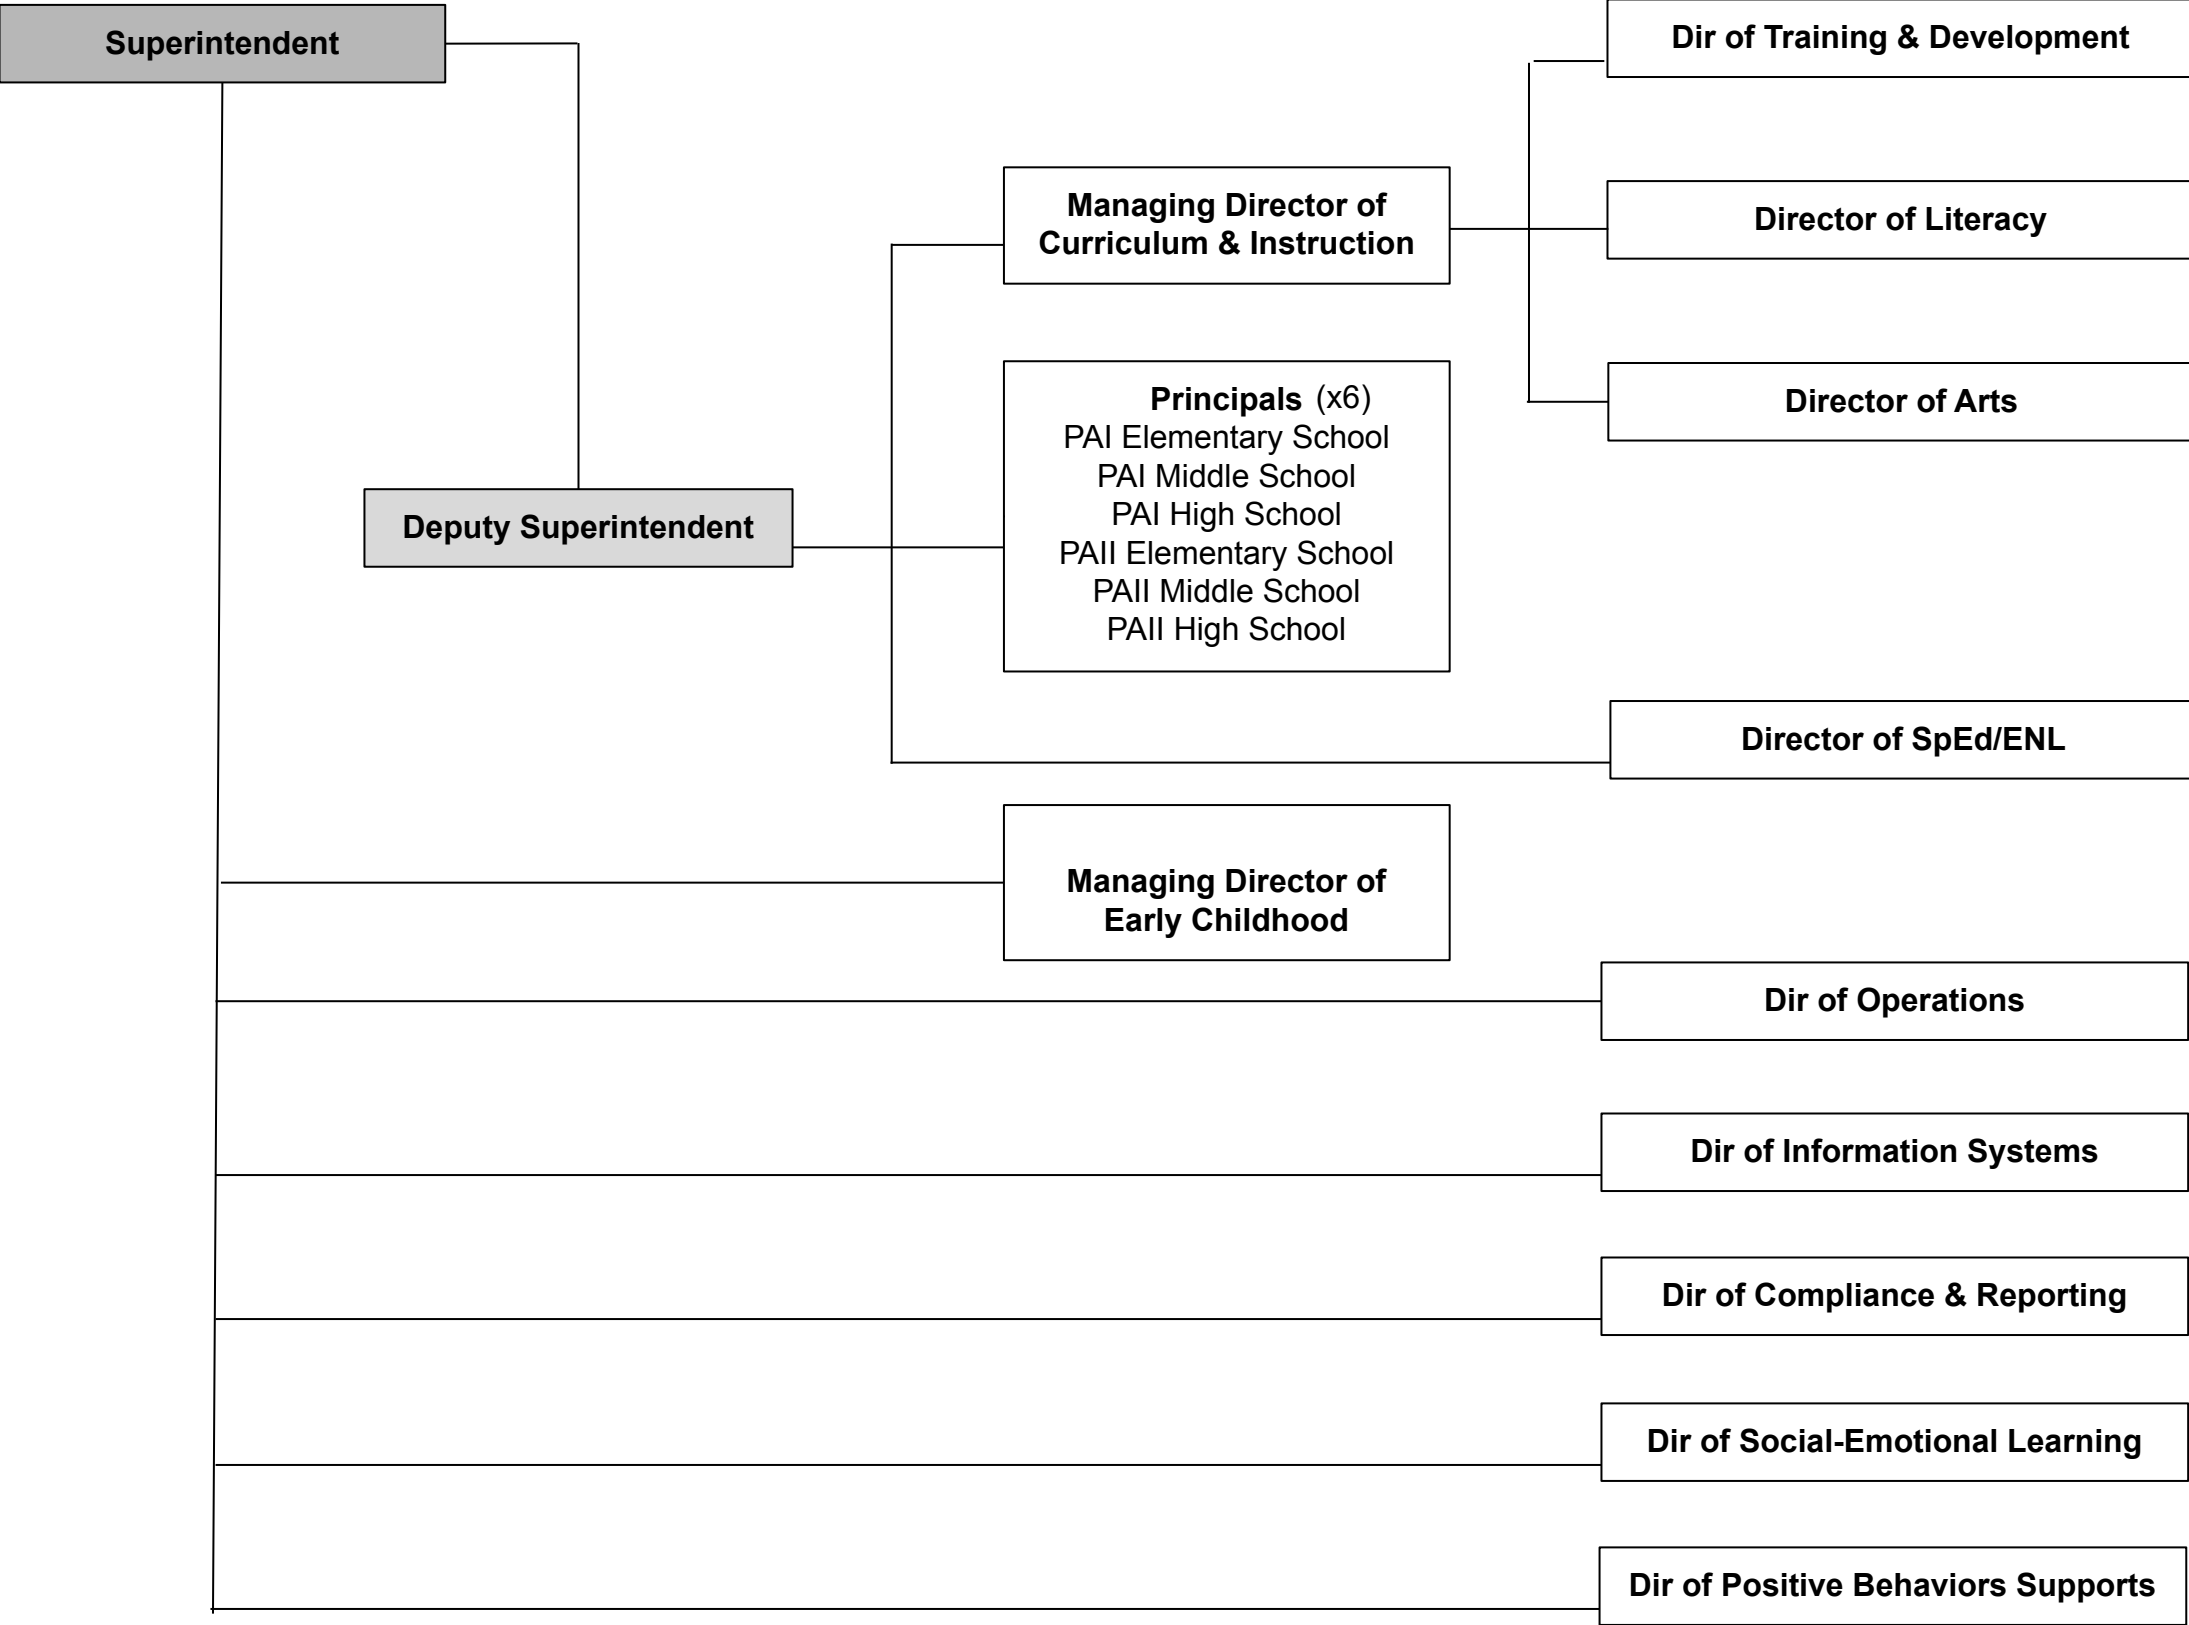 Superintendent
Dir of Training & Development
Managing Director of
Curriculum & Instruction
Director of Literacy
Director of Arts
Principals (x6)
PAI Elementary School
PAI Middle School
PAI High School
PAII Elementary School
PAII Middle School
PAII High School
Deputy Superintendent
Director of SpEd/ENL
Managing Director of
Early Childhood
Dir of Operations
Dir of Information Systems
Dir of Compliance & Reporting
Dir of Social-Emotional Learning
Dir of Positive Behaviors Supports